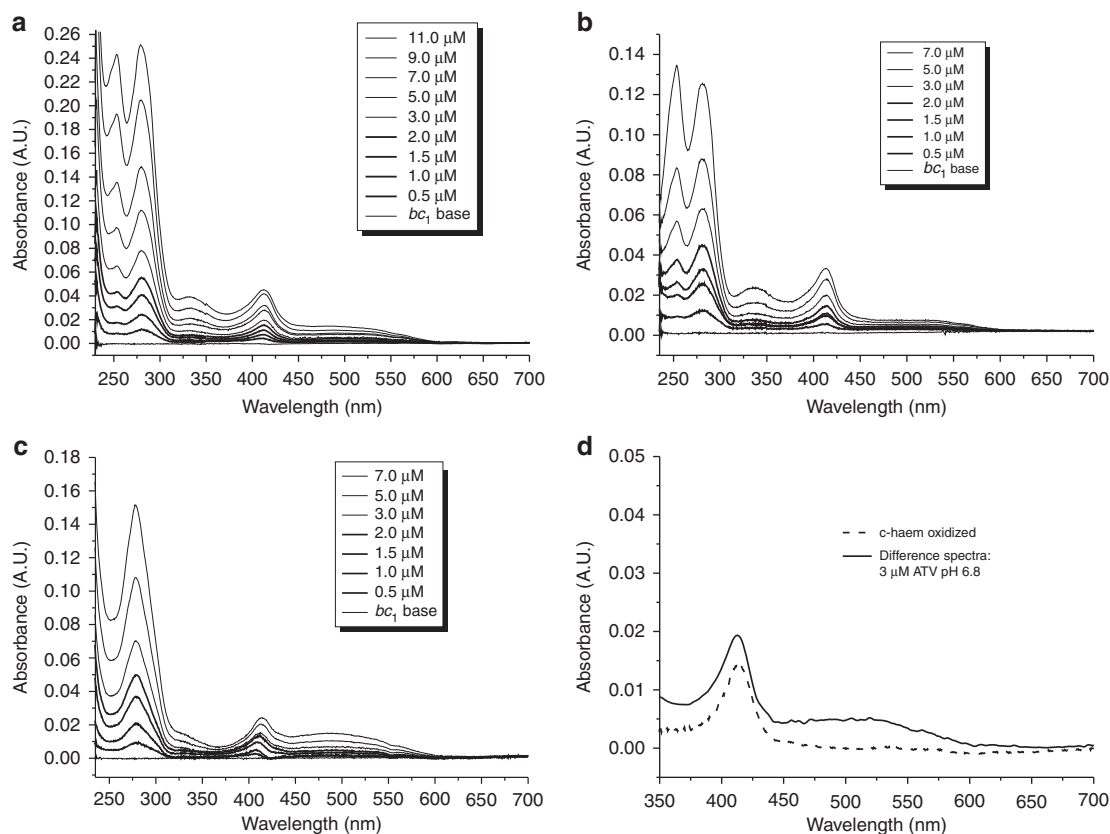 a
0.26
0.24
0.22
0.20
0.18
0.16
0.14
0.12
0.10
0.08
0.06
0.04
0.02
0.00
Absorbance (A.U.)
250 300 350 400 450 500 550 600 650 700
Wavelength (nm)
11.0 μM
9.0 μM
7.0 μM
5.0 μM
3.0 μM
2.0 μM
1.5 μM
1.0 μM
0.5 μM
bc1 base
b
0.14
0.12
0.10
0.08
0.06
0.04
0.02
0.00
Absorbance (A.U.)
250 300 350 400 450 500 550 600 650 700
Wavelength (nm)
7.0 μM
5.0 μM
3.0 μM
2.0 μM
1.5 μM
1.0 μM
0.5 μM
bc1 base
c
0.18
0.16
0.14
0.12
0.10
0.08
0.06
0.04
0.02
0.00
Absorbance (A.U.)
250 300 350 400 450 500 550 600 650 700
Wavelength (nm)
7.0 μM
5.0 μM
3.0 μM
2.0 μM
1.5 μM
1.0 μM
0.5 μM
bc1 base
d
0.05
0.04
0.03
0.02
0.01
0.00
Absorbance (A.U.)
350 400 450 500 550 600 650 700
Wavelength (nm)
c-haem oxidized
Difference spectra:
3 μM ATV pH 6.8